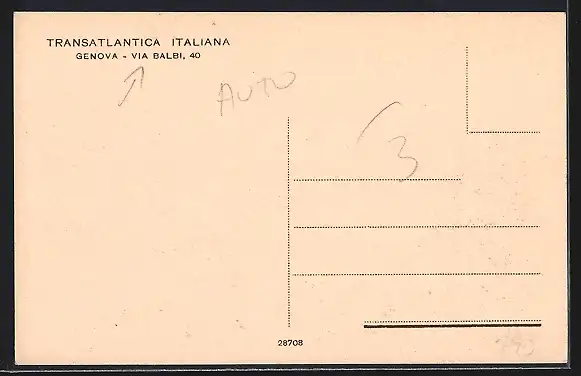 TRANSATLANTICA ITALIANA
GENOVA - VIA BALBI, 40
AUTO
3
28708